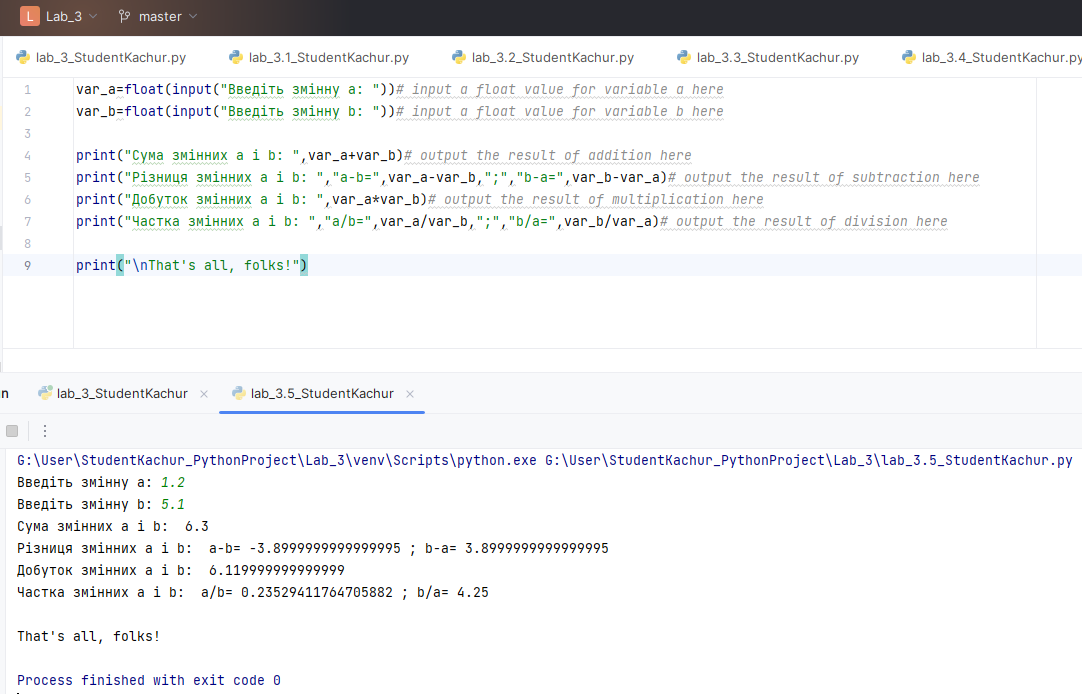 L Lab_3 master
lab_3_StudentKachur.py lab_3.1_StudentKachur.py lab_3.2_StudentKachur.py lab_3.3_StudentKachur.py lab_3.4_StudentKachur.py
1 var_a=float(input("Введіть змінну a: "))# input a float value for variable a here
2 var_b=float(input("Введіть змінну b: "))# input a float value for variable b here
3
4 print("Сума змінних a і b: ",var_a+var_b)# output the result of addition here
5 print("Різниця змінних a і b: ","a-b=",var_a-var_b,";","b-a=",var_b-var_a)# output the result of subtraction here
6 print("Добуток змінних a і b: ",var_a*var_b)# output the result of multiplication here
7 print("Частка змінних a і b: ","a/b=",var_a/var_b,";","b/a=",var_b/var_a)# output the result of division here
8
9 print("\nThat's all, folks!")
n lab_3_StudentKachur × lab_3.5_StudentKachur ×
G:\User\StudentKachur_PythonProject\Lab_3\venv\Scripts\python.exe G:\User\StudentKachur_PythonProject\Lab_3\lab_3.5_StudentKachur.py
Введіть змінну a: 1.2
Введіть змінну b: 5.1
Сума змінних a і b:  6.3
Різниця змінних a і b:  a-b= -3.8999999999999995 ; b-a= 3.8999999999999995
Добуток змінних a і b:  6.119999999999999
Частка змінних a і b:  a/b= 0.23529411764705882 ; b/a= 4.25
That's all, folks!
Process finished with exit code 0